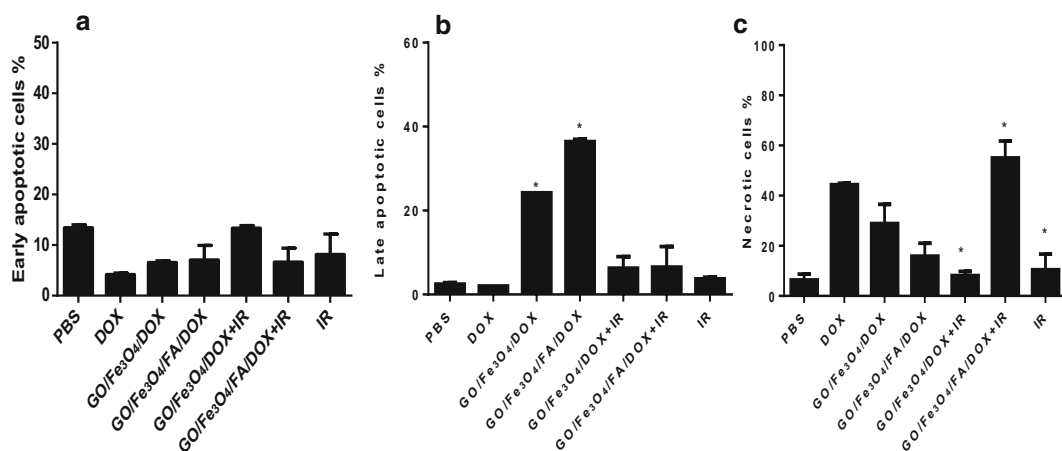 a
Early apoptotic cells %
50
40
30
20
10
0
PBS
DOX
GO/Fe₃O₄/DOX
GO/Fe₃O₄/FA/DOX
GO/Fe₃O₄/DOX+IR
GO/Fe₃O₄/FA/DOX+IR
IR
b
Late apoptotic cells %
60
40
20
0
*
*
PBS
DOX
GO/Fe₃O₄/DOX
GO/Fe₃O₄/FA/DOX
GO/Fe₃O₄/DOX+IR
GO/Fe₃O₄/FA/DOX+IR
IR
c
Necrotic cells %
100
80
60
40
20
0
*
*
*
PBS
DOX
GO/Fe₃O₄/DOX
GO/Fe₃O₄/FA/DOX
GO/Fe₃O₄/DOX+IR
GO/Fe₃O₄/FA/DOX+IR
IR